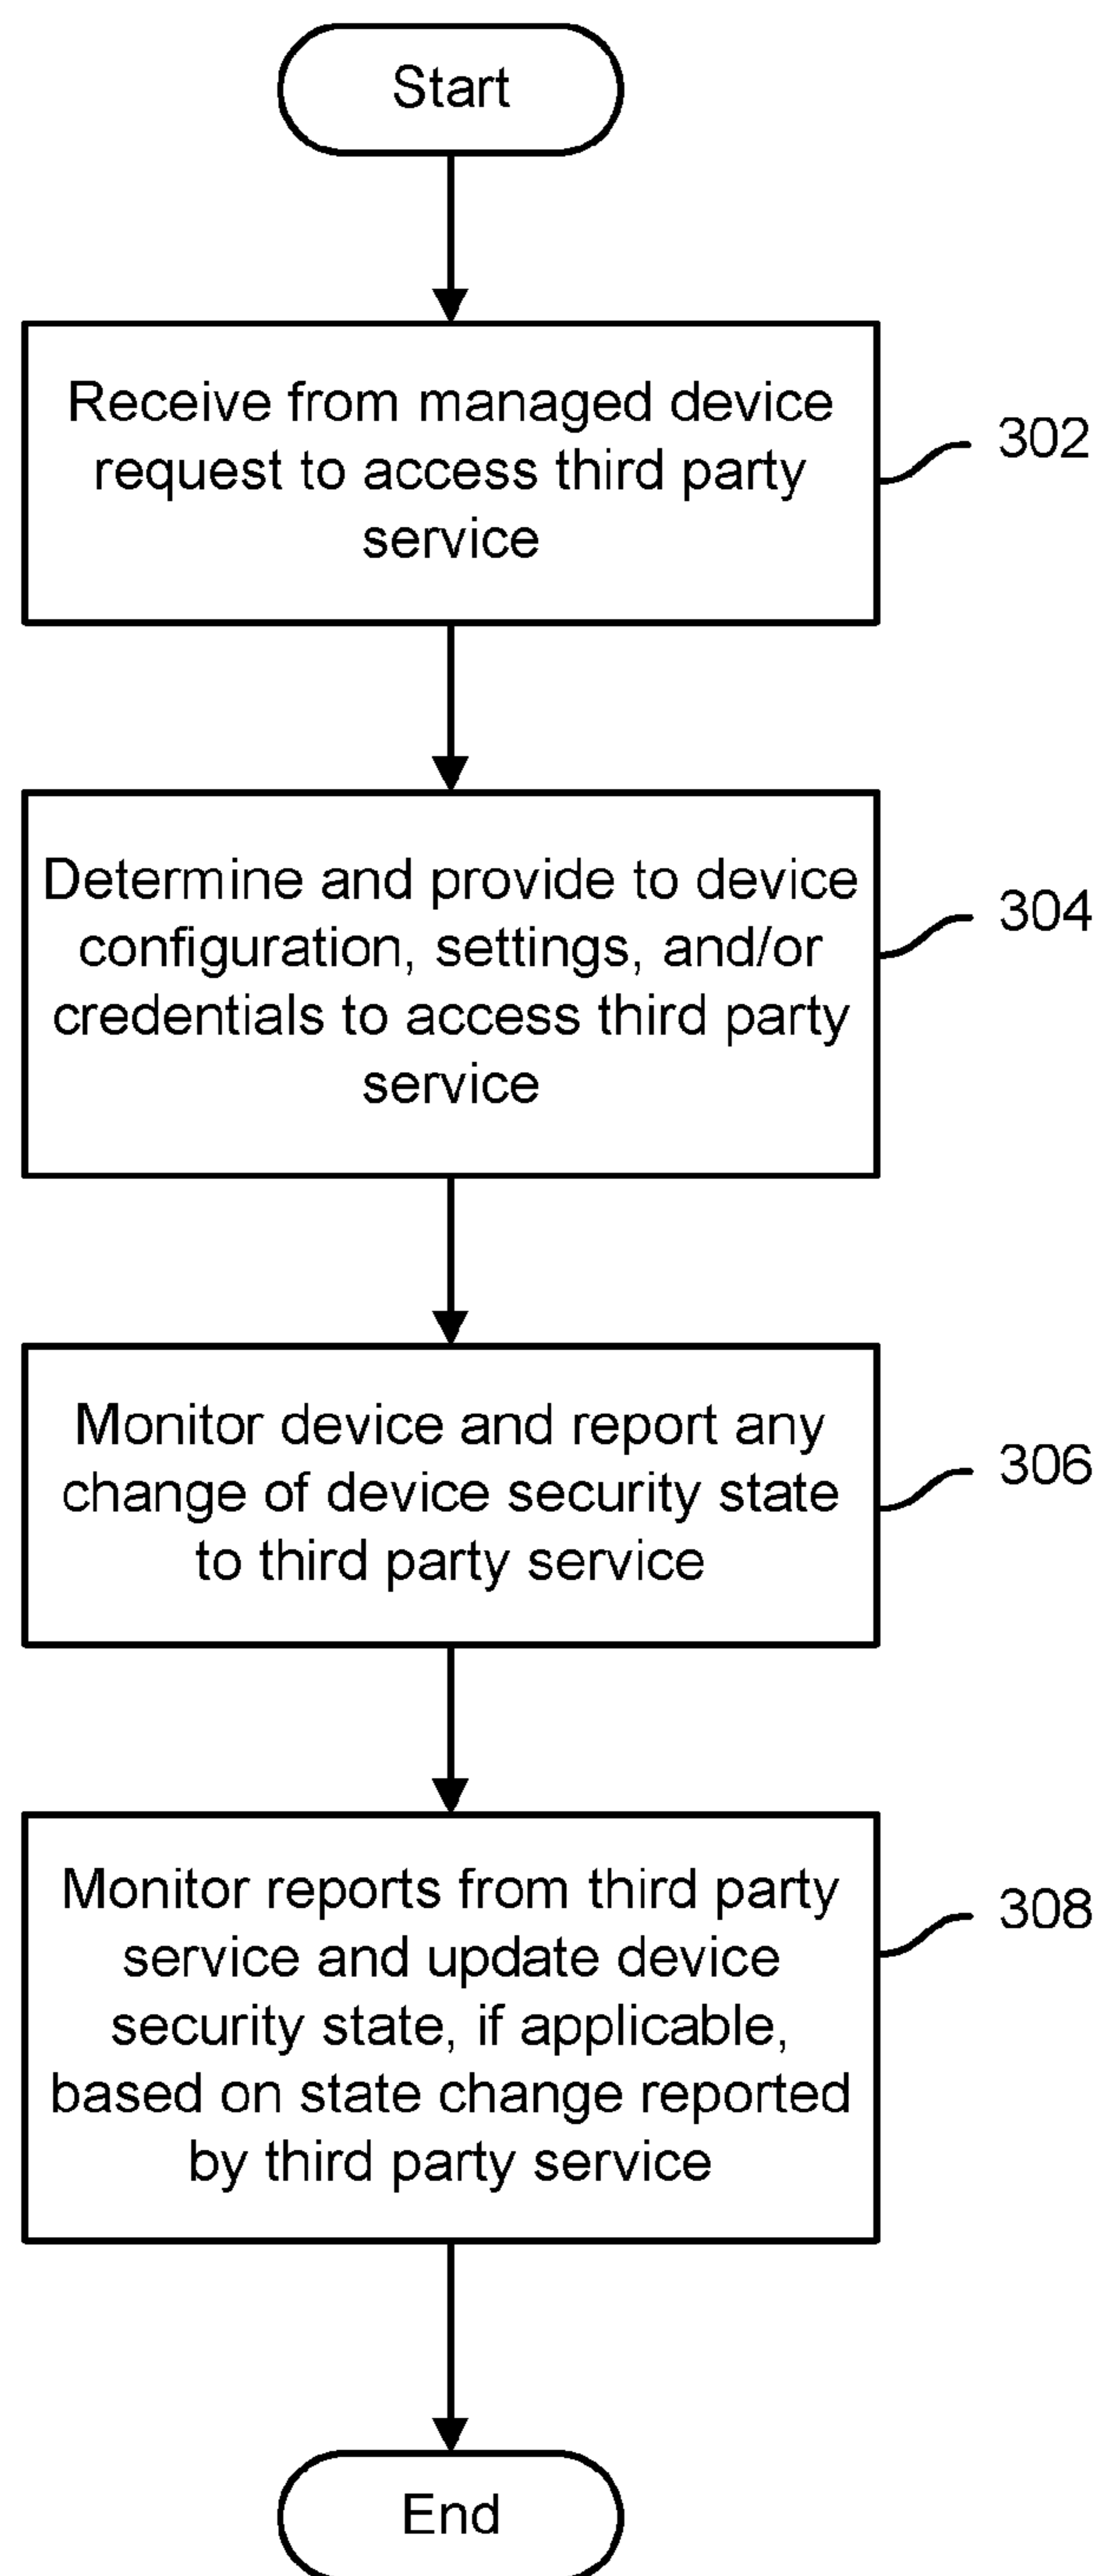 Start
Receive from managed device
request to access third party
service
302
Determine and provide to device
configuration, settings, and/or
credentials to access third party
service
304
Monitor device and report any
change of device security state
to third party service
306
Monitor reports from third party
service and update device
security state, if applicable,
based on state change reported
by third party service
308
End